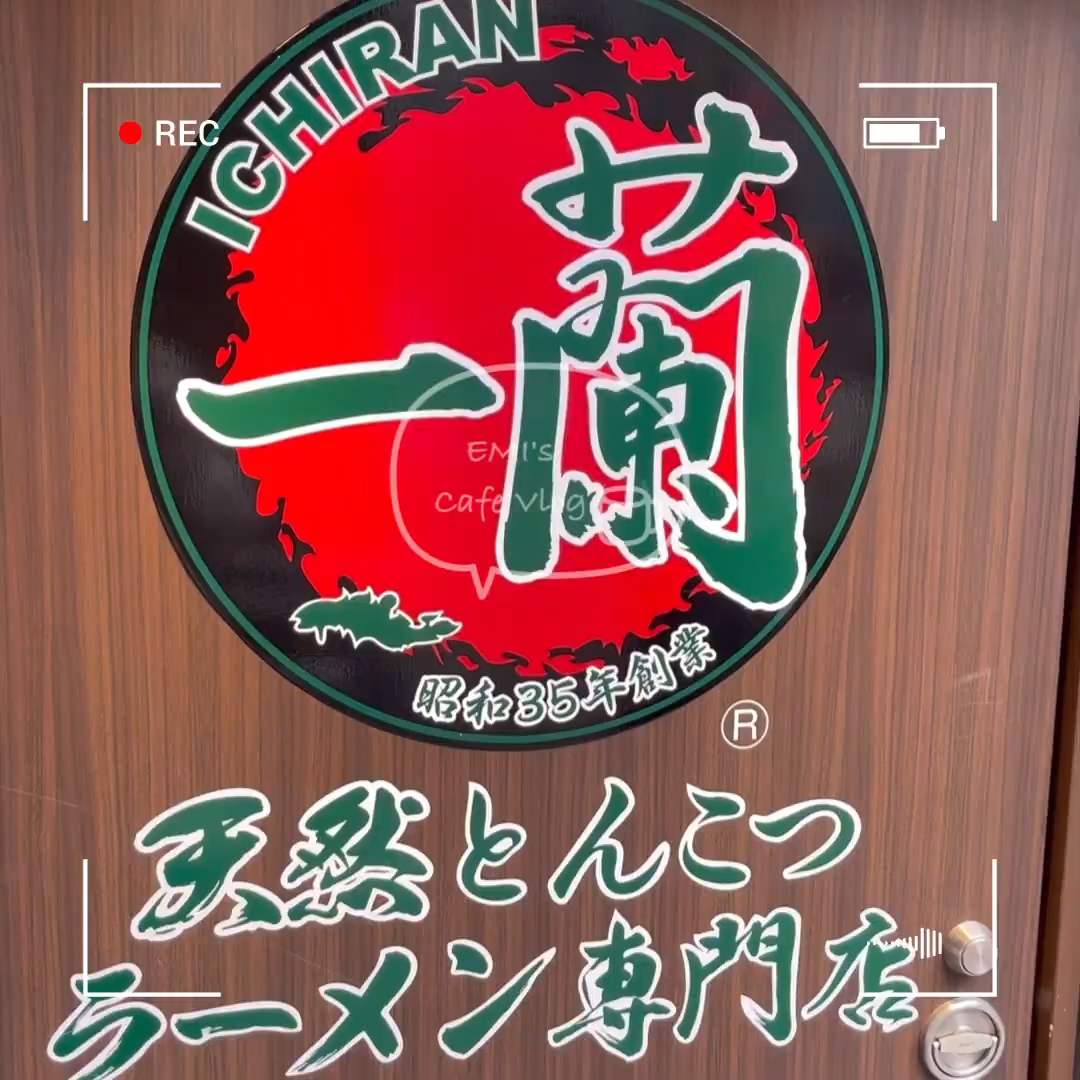 ICHIRAN
REC
一蘭
EMI's
Cafe Vlog
昭和35年創業
®
天然とんこつ
ラーメン専門店